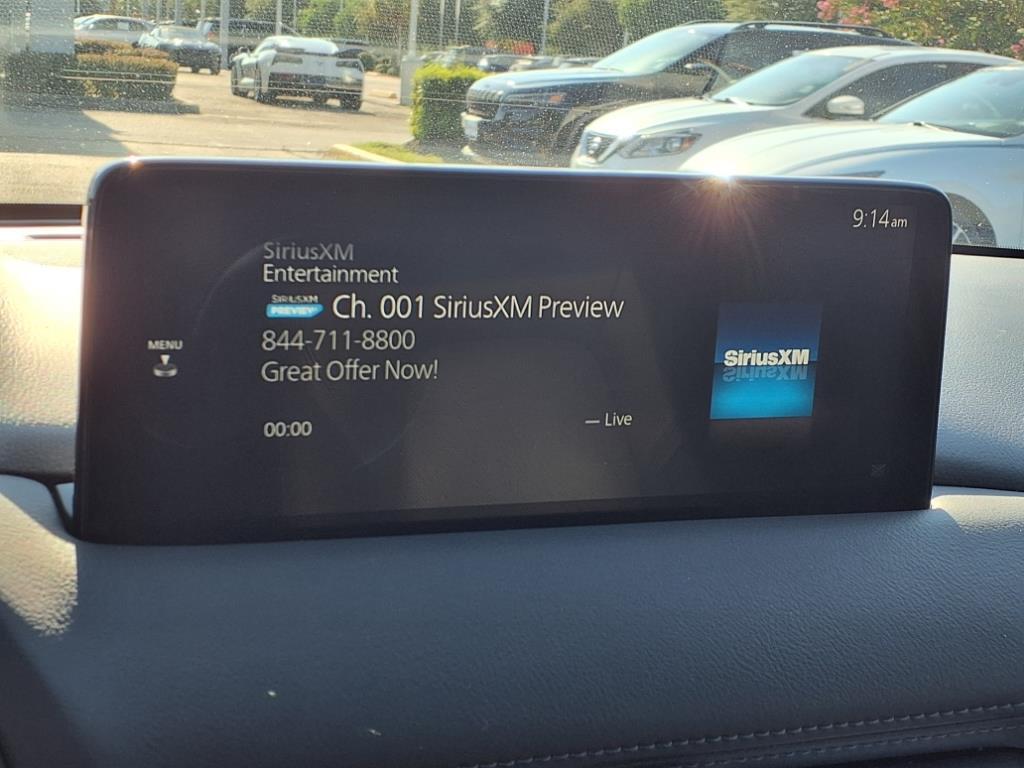 9:14am
SiriusXM
Entertainment
SIRIUSXM PREVIEW Ch. 001 SiriusXM Preview
844-711-8800
Great Offer Now!
MENU
SiriusXM
00:00
— Live